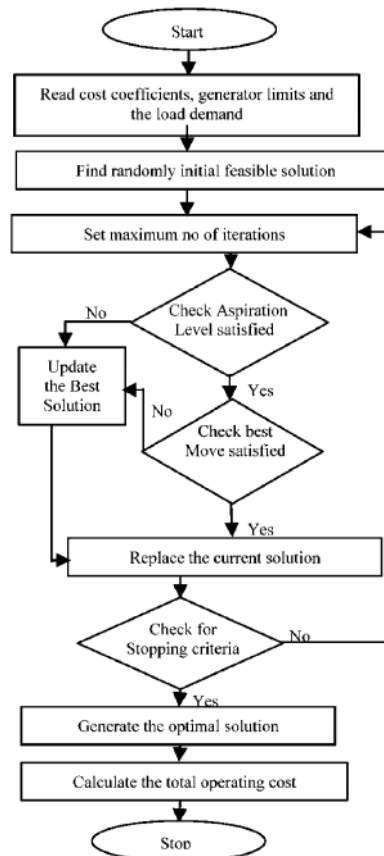 Start
Read cost coefficients, generator limits and
the load demand
Find randomly initial feasible solution
Set maximum no of iterations
Check Aspiration
Level satisfied
No
Update
the Best
Solution
Yes
No
Check best
Move satisfied
Yes
Replace the current solution
Check for
Stopping criteria
No
Yes
Generate the optimal solution
Calculate the total operating cost
Stop